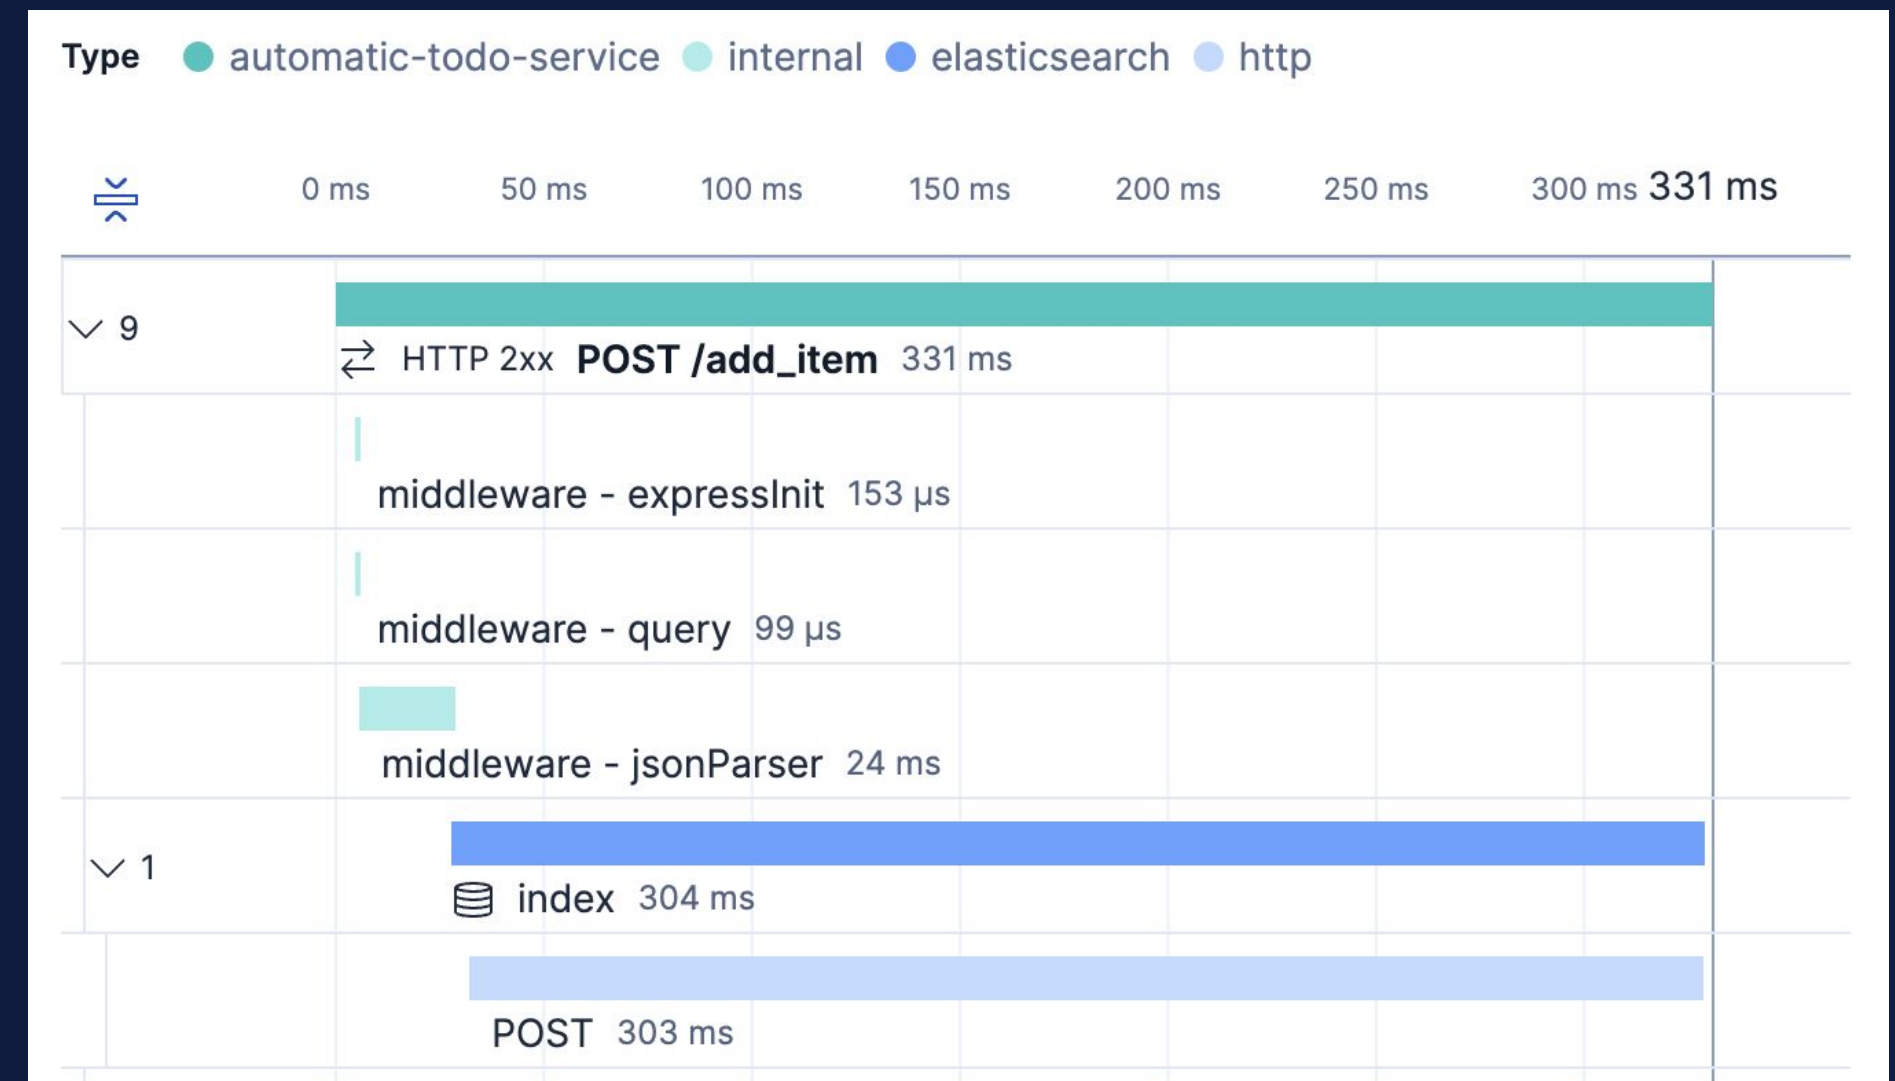 Type automatic-todo-service internal elasticsearch http
0 ms 50 ms 100 ms 150 ms 200 ms 250 ms 300 ms 331 ms
9
HTTP 2xx POST /add_item 331 ms
middleware - expressInit 153 μs
middleware - query 99 μs
middleware - jsonParser 24 ms
1
index 304 ms
POST 303 ms